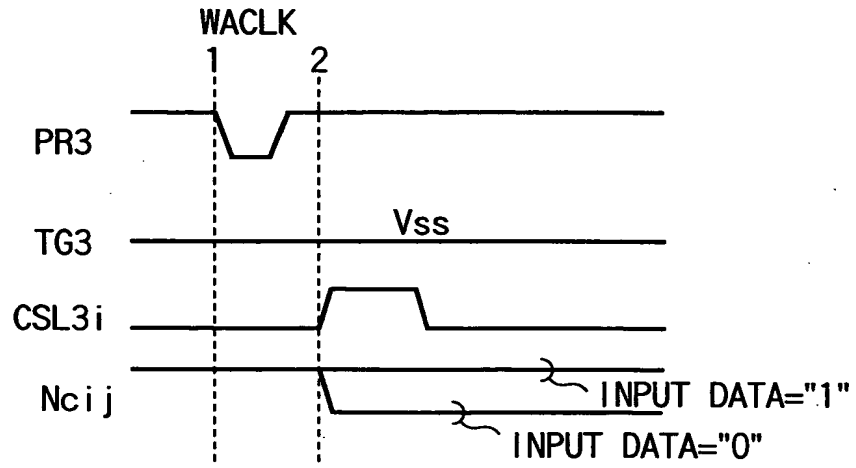 WACLK
1 2
PR3
TG3 Vss
CSL3i
Ncij
INPUT DATA="1"
INPUT DATA="0"